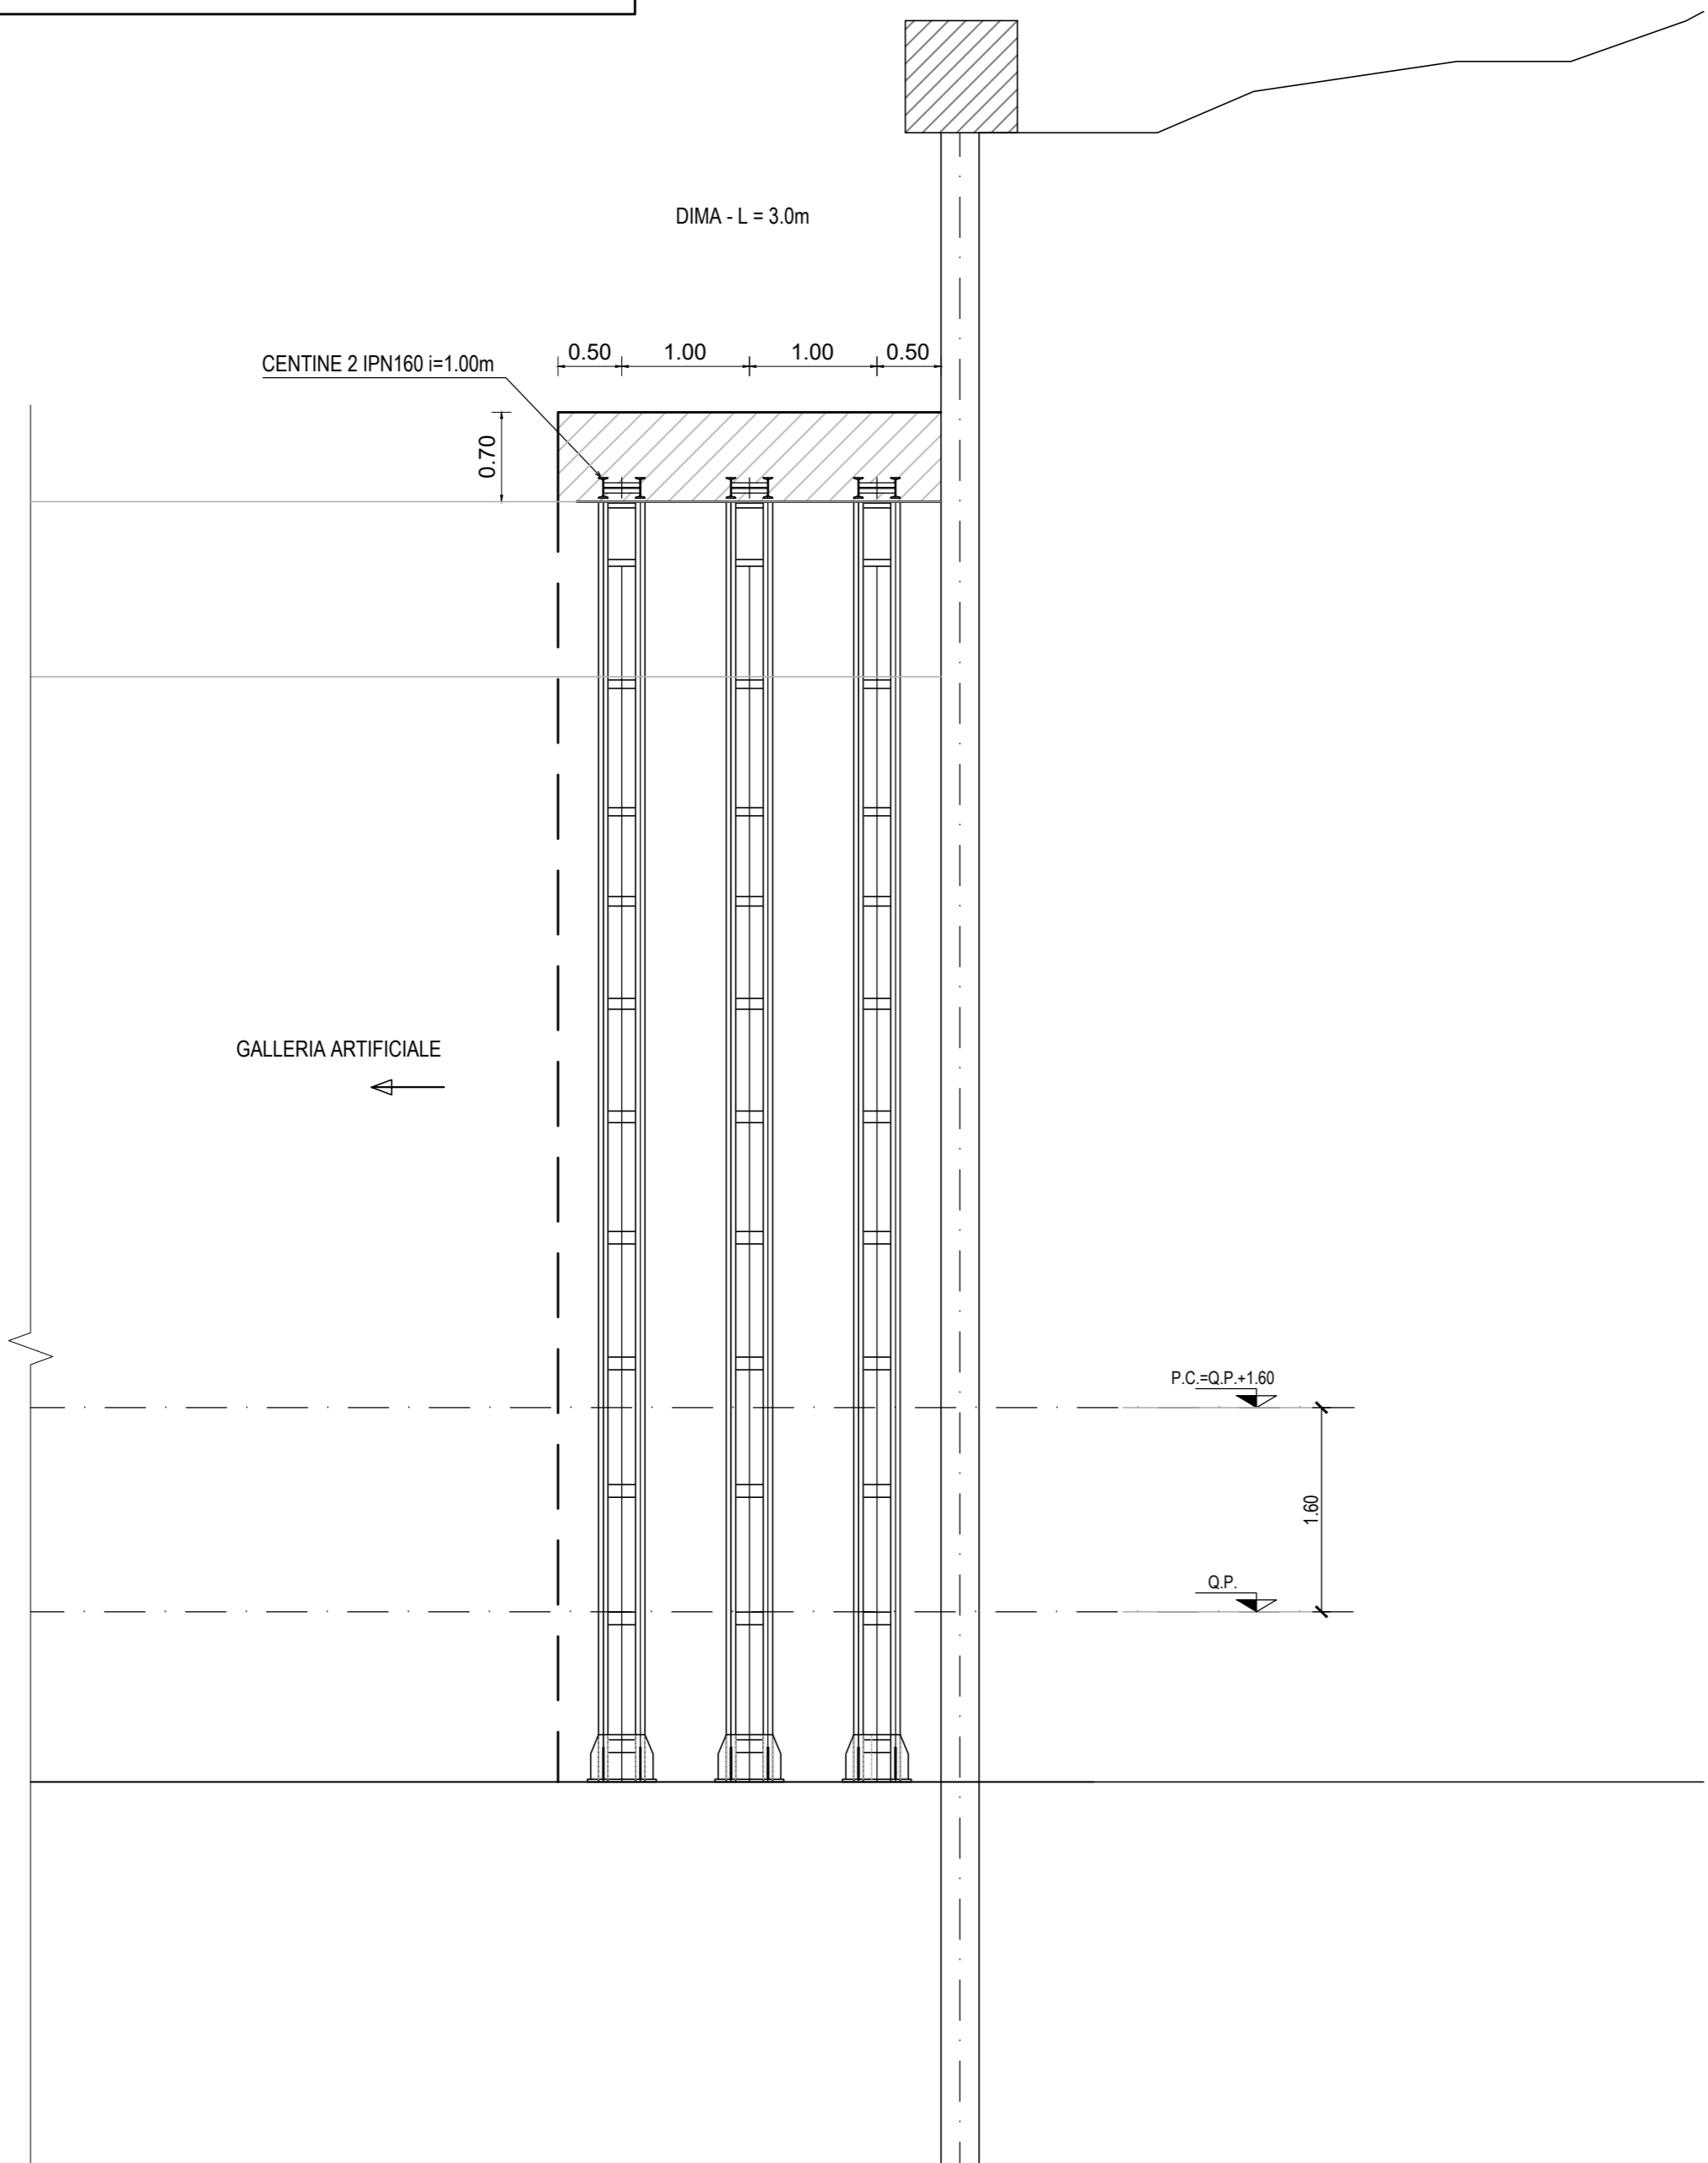 DIMA - L = 3.0m
0.50 1.00 1.00 0.50
CENTINE 2 IPN160 i=1.00m
0.70
GALLERIA ARTIFICIALE
P.C.=Q.P.+1.60
1.60
Q.P.